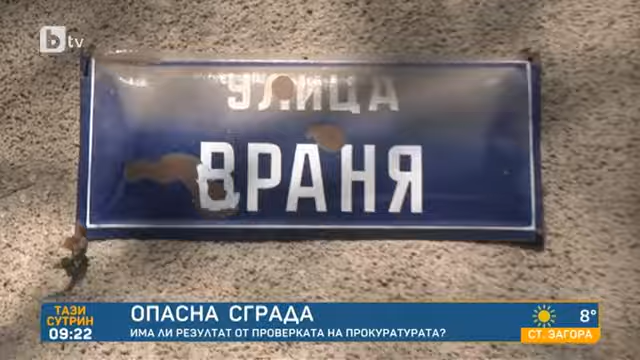 btv
УЛИЦА
ВРАНЯ
ТАЗИ
СУТРИН
09:22
ОПАСНА СГРАДА
ИМА ЛИ РЕЗУЛТАТ ОТ ПРОВЕРКАТА НА ПРОКУРАТУРАТА?
8°
СТ. ЗАГОРА